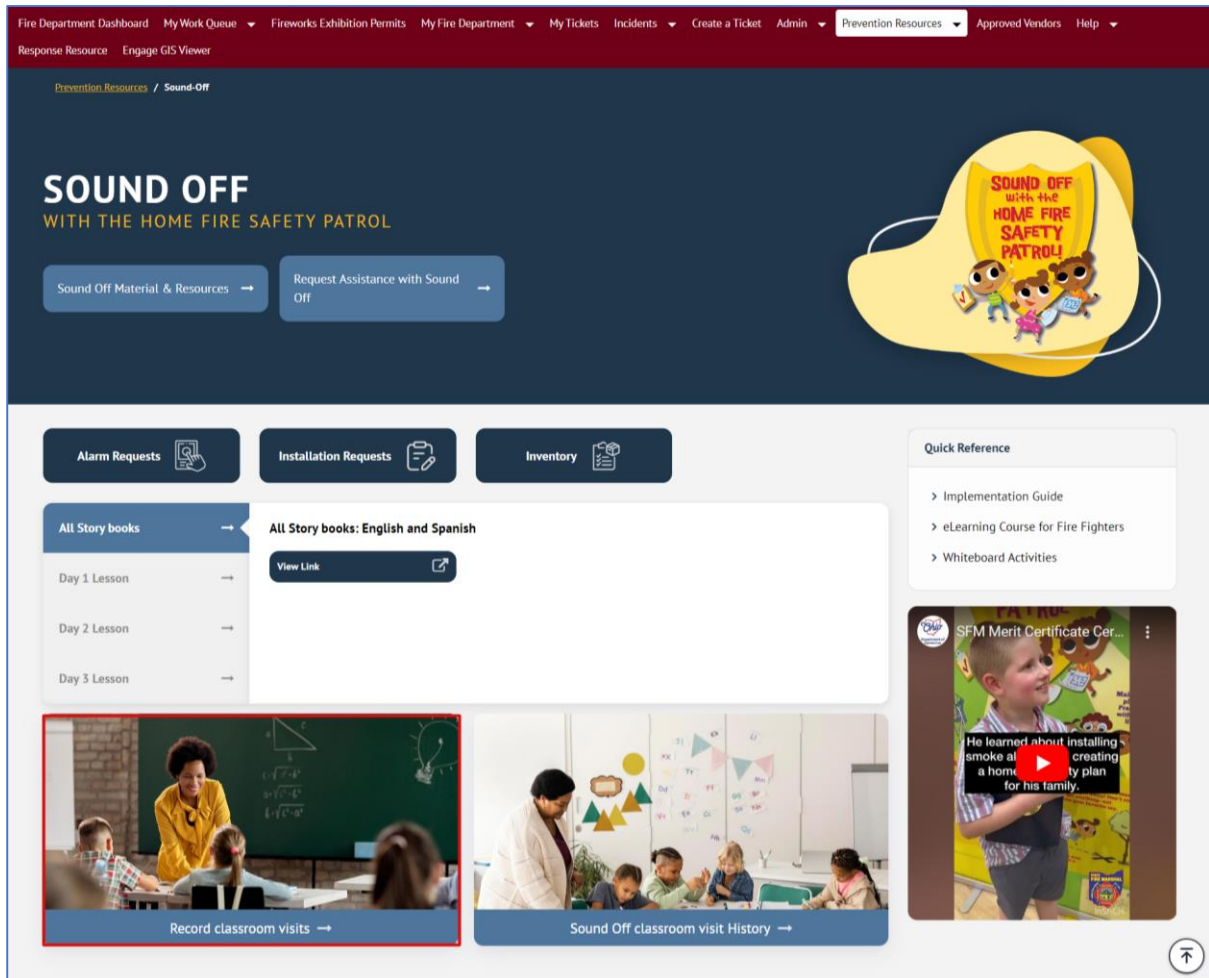 Fire Department Dashboard My Work Queue Fireworks Exhibition Permits My Fire Department My Tickets Incidents Create a Ticket Admin Prevention Resources Approved Vendors Help
Response Resource Engage GIS Viewer
Prevention Resources / Sound-Off
SOUND OFF
WITH THE HOME FIRE SAFETY PATROL
Sound Off Material & Resources →
Request Assistance with Sound
Off →
SOUND OFF
with the
HOME FIRE
SAFETY
PATROL!
Alarm Requests
Installation Requests
Inventory
All Story books →
Day 1 Lesson →
Day 2 Lesson →
Day 3 Lesson →
All Story books: English and Spanish
View Link
Record classroom visits →
Sound Off classroom visit History →
Quick Reference
> Implementation Guide
> eLearning Course for Fire Fighters
> Whiteboard Activities
PATROL
Ohio
SFM Merit Certificate Cer...
He learned about installing
smoke al creating
a home ty plan
for his family.